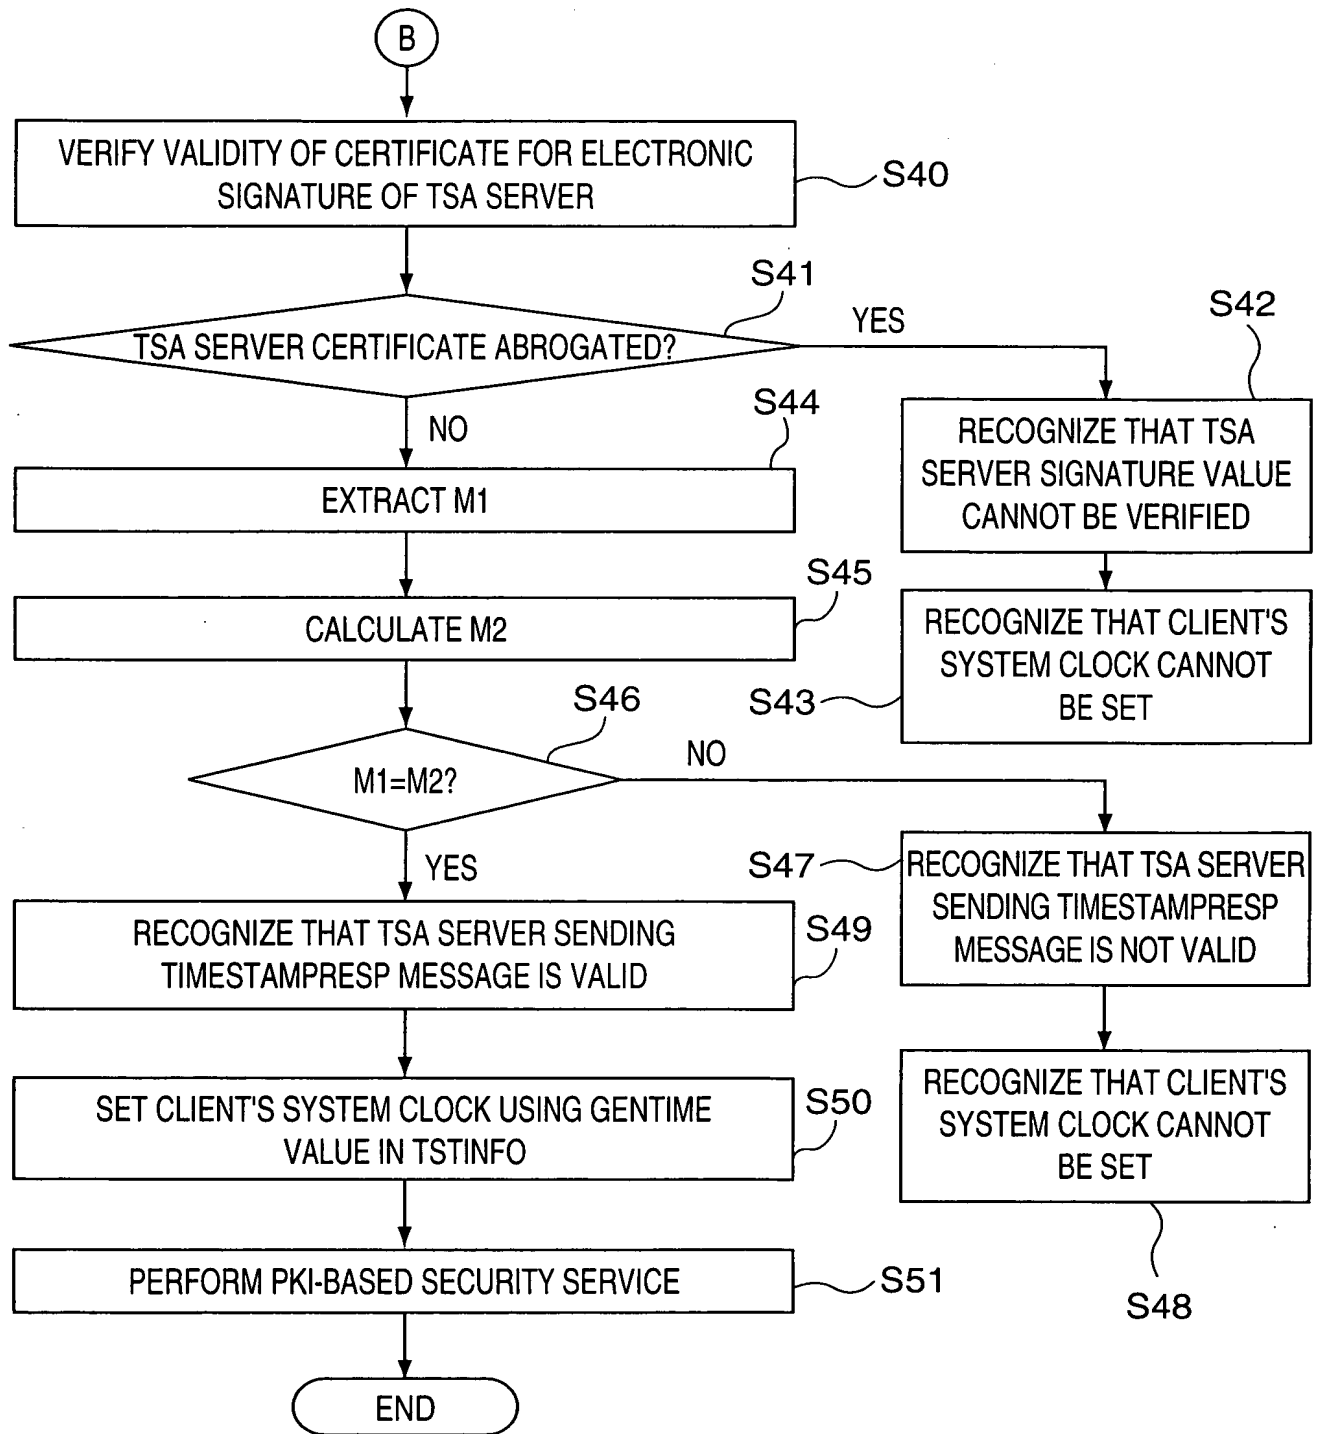 B
VERIFY VALIDITY OF CERTIFICATE FOR ELECTRONIC
SIGNATURE OF TSA SERVER
S40
S41
TSA SERVER CERTIFICATE ABROGATED?
YES
S42
RECOGNIZE THAT TSA
SERVER SIGNATURE VALUE
CANNOT BE VERIFIED
NO
S44
EXTRACT M1
S45
CALCULATE M2
RECOGNIZE THAT CLIENT'S
SYSTEM CLOCK CANNOT
BE SET
S43
S46
M1=M2?
NO
YES
S47
RECOGNIZE THAT TSA SERVER
SENDING TIMESTAMPRESP
MESSAGE IS NOT VALID
RECOGNIZE THAT TSA SERVER SENDING
TIMESTAMPRESP MESSAGE IS VALID
S49
SET CLIENT'S SYSTEM CLOCK USING GENTIME
VALUE IN TSTINFO
S50
RECOGNIZE THAT CLIENT'S
SYSTEM CLOCK CANNOT
BE SET
S48
PERFORM PKI-BASED SECURITY SERVICE
S51
END